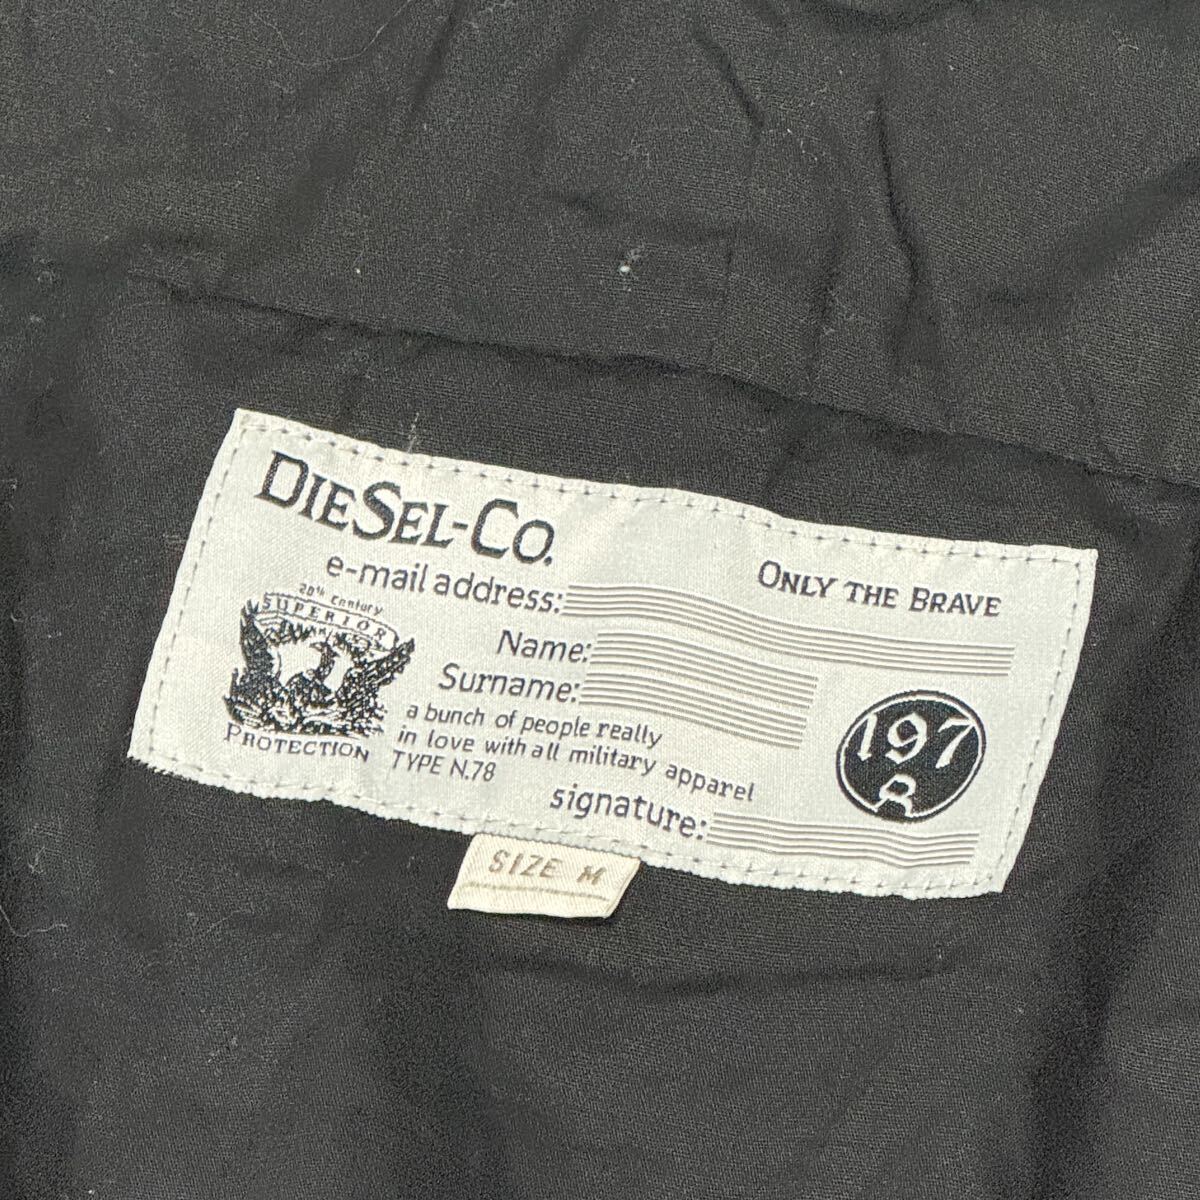 DIESEL-CO.
e-mail address:
ONLY THE BRAVE
20th Century
SUPERIOR
PROTECTION
Name:
Surname:
a bunch of people really
in love with all military apparel
TYPE N.78
signature:
197
8
SIZE M